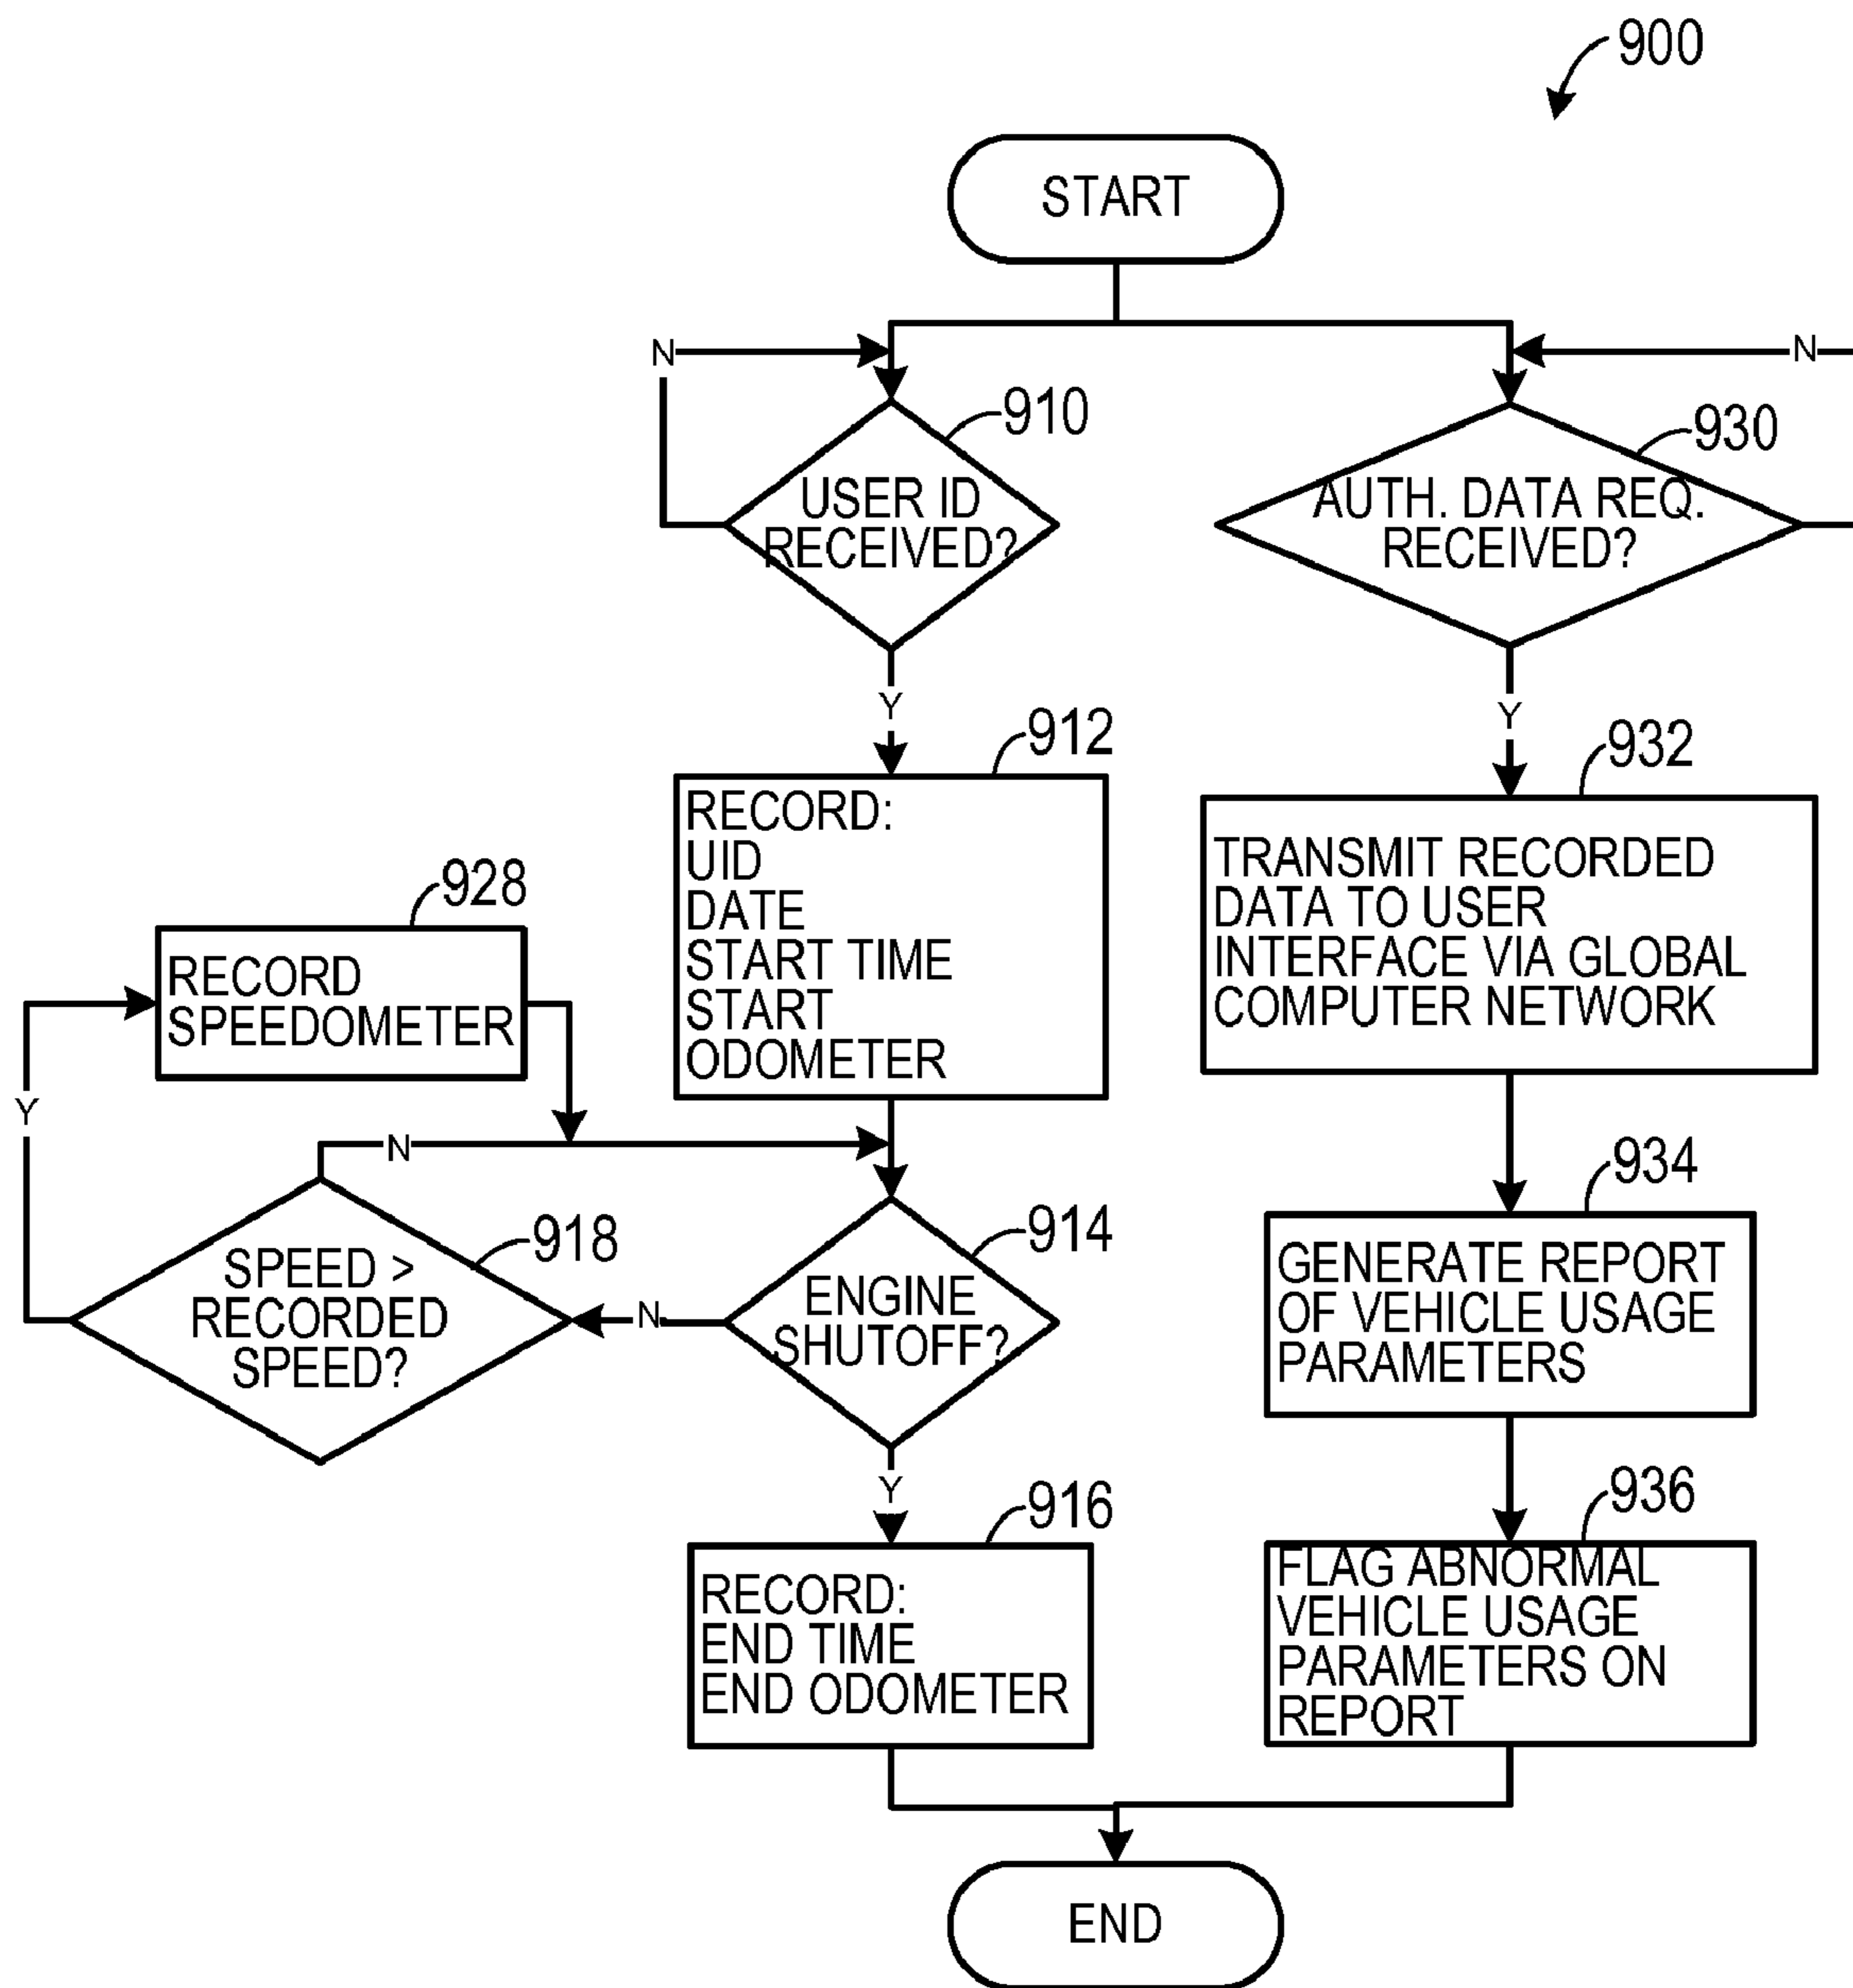 900
START
N
N
910
930
USER ID
RECEIVED?
AUTH. DATA REQ.
RECEIVED?
Y
Y
912
932
RECORD:
UID
DATE
START TIME
START
ODOMETER
TRANSMIT RECORDED
DATA TO USER
INTERFACE VIA GLOBAL
COMPUTER NETWORK
928
RECORD
SPEEDOMETER
Y
N
934
918
914
SPEED >
RECORDED
SPEED?
N
ENGINE
SHUTOFF?
GENERATE REPORT
OF VEHICLE USAGE
PARAMETERS
Y
916
936
RECORD:
END TIME
END ODOMETER
FLAG ABNORMAL
VEHICLE USAGE
PARAMETERS ON
REPORT
END